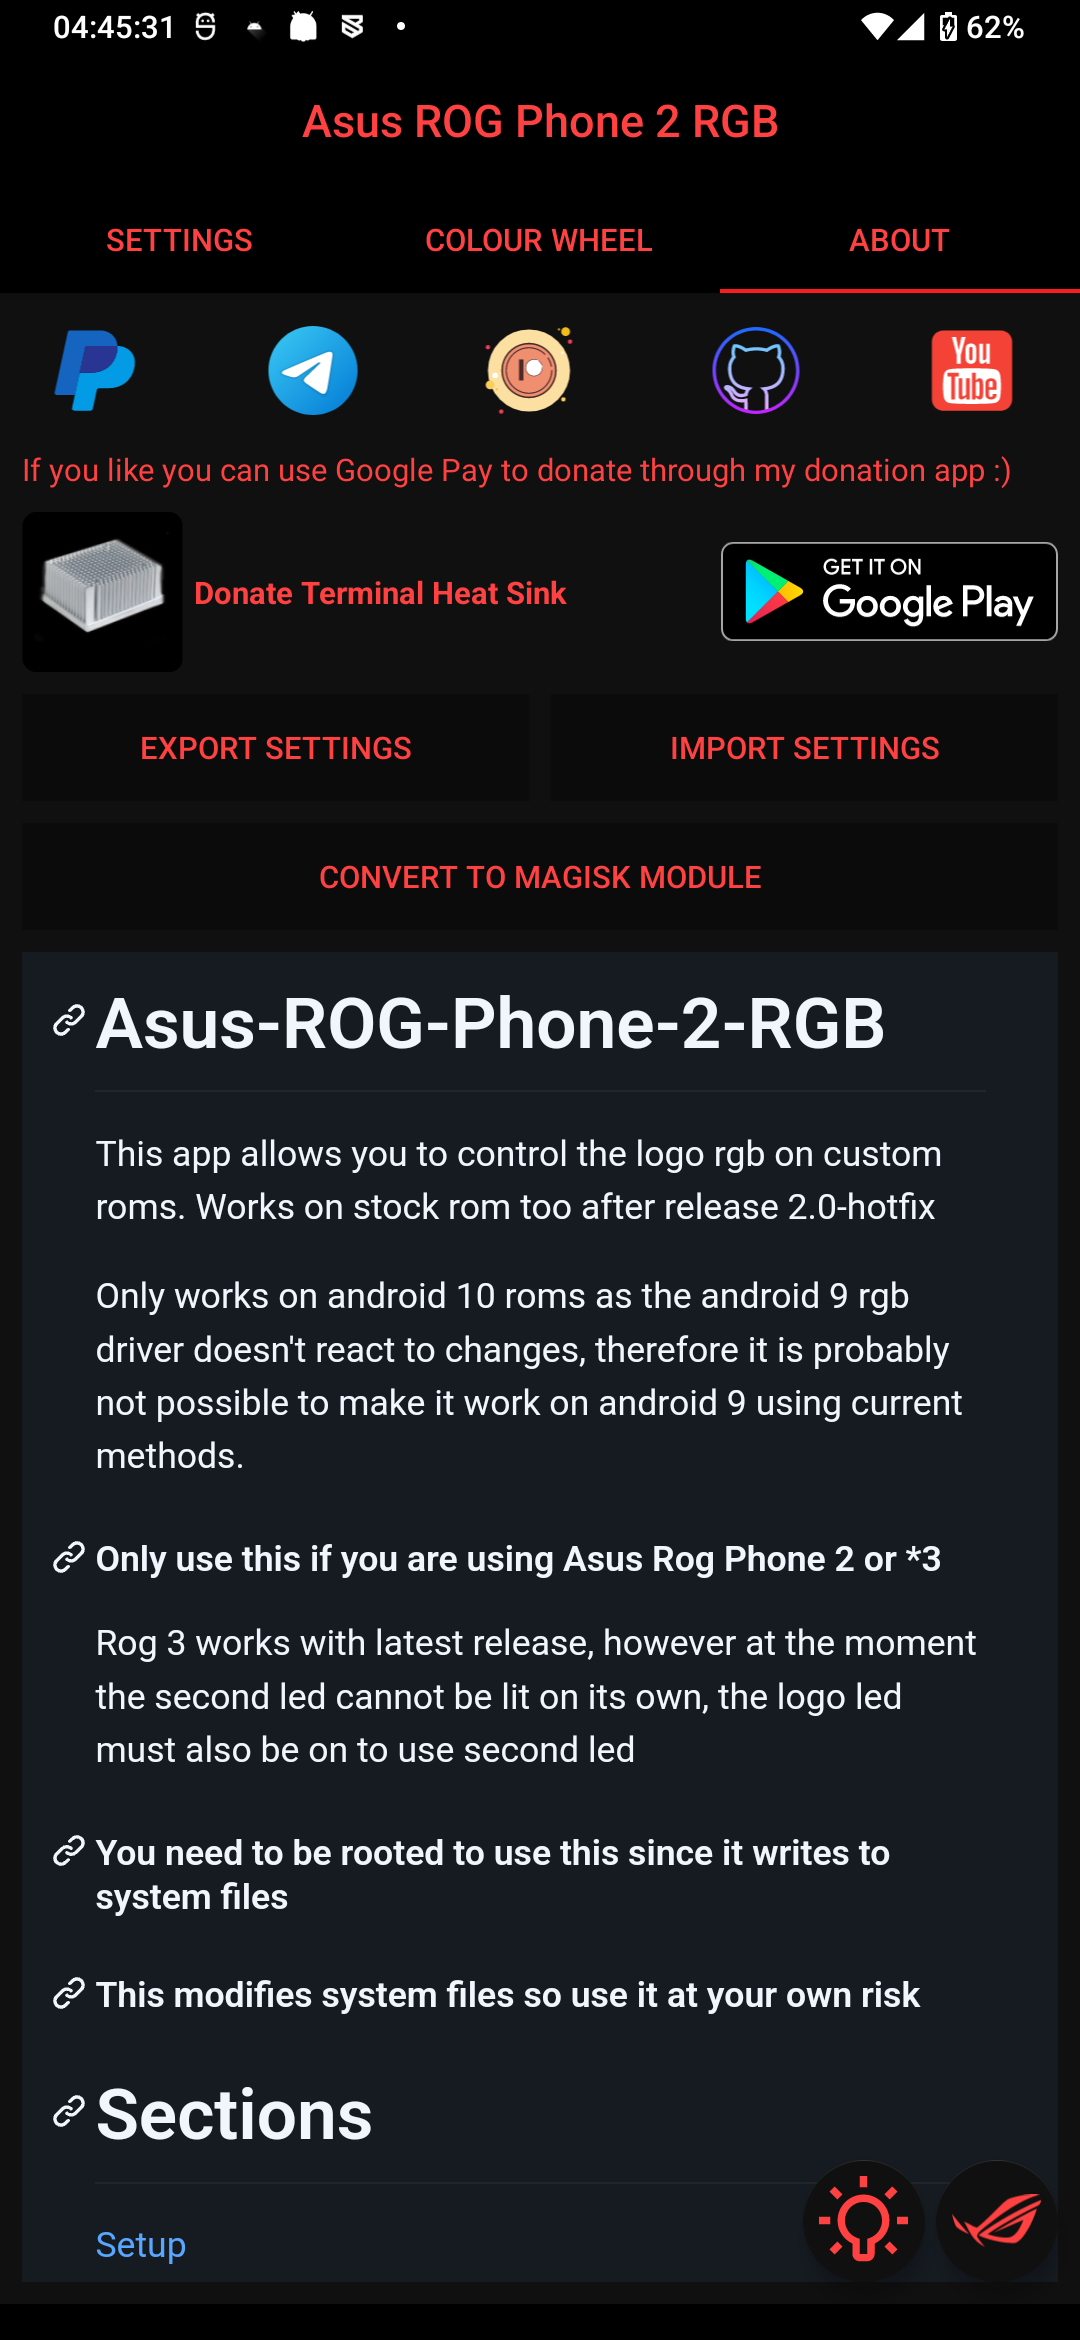 04:45:31
62%
Asus ROG Phone 2 RGB
SETTINGS
COLOUR WHEEL
ABOUT
You
Tube
If you like you can use Google Pay to donate through my donation app :)
Donate Terminal Heat Sink
GET IT ON
Google Play
EXPORT SETTINGS
IMPORT SETTINGS
CONVERT TO MAGISK MODULE
Asus-ROG-Phone-2-RGB
This app allows you to control the logo rgb on custom
roms. Works on stock rom too after release 2.0-hotfix
Only works on android 10 roms as the android 9 rgb
driver doesn't react to changes, therefore it is probably
not possible to make it work on android 9 using current
methods.
Only use this if you are using Asus Rog Phone 2 or *3
Rog 3 works with latest release, however at the moment
the second led cannot be lit on its own, the logo led
must also be on to use second led
You need to be rooted to use this since it writes to
system files
This modifies system files so use it at your own risk
Sections
Setup